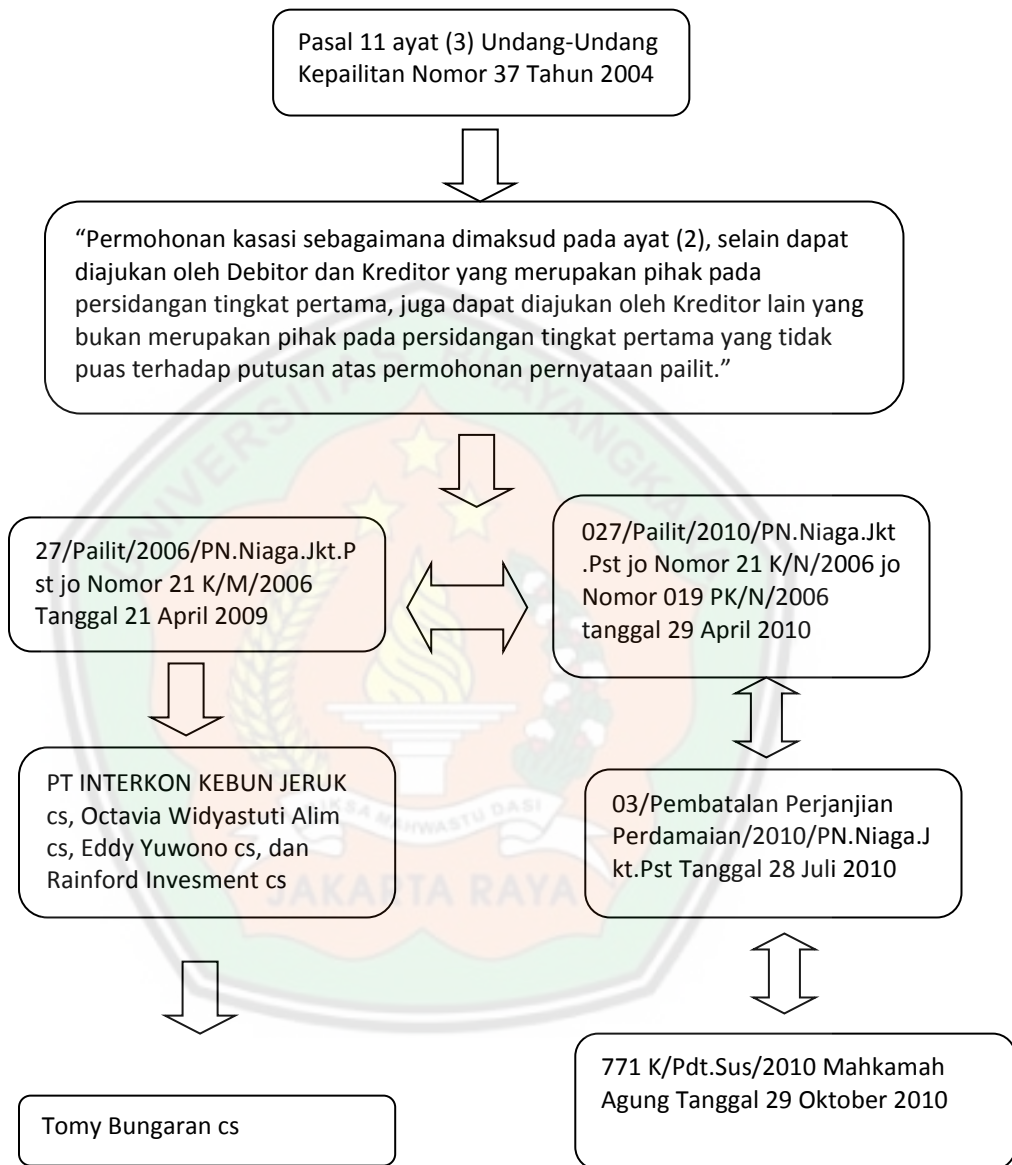 Pasal 11 ayat (3) Undang-Undang
Kepailitan Nomor 37 Tahun 2004
“Permohonan kasasi sebagaimana dimaksud pada ayat (2), selain dapat
diajukan oleh Debitor dan Kreditor yang merupakan pihak pada
persidangan tingkat pertama, juga dapat diajukan oleh Kreditor lain yang
bukan merupakan pihak pada persidangan tingkat pertama yang tidak
puas terhadap putusan atas permohonan pernyataan pailit.”
27/Pailit/2006/PN.Niaga.Jkt.P
st jo Nomor 21 K/M/2006
Tanggal 21 April 2009
027/Pailit/2010/PN.Niaga.Jkt
.Pst jo Nomor 21 K/N/2006 jo
Nomor 019 PK/N/2006
tanggal 29 April 2010
PT INTERKON KEBUN JERUK
cs, Octavia Widyastuti Alim
cs, Eddy Yuwono cs, dan
Rainford Invesment cs
03/Pembatalan Perjanjian
Perdamaian/2010/PN.Niaga.J
kt.Pst Tanggal 28 Juli 2010
Tomy Bungaran cs
771 K/Pdt.Sus/2010 Mahkamah
Agung Tanggal 29 Oktober 2010
UNIVERSITAS BHAYANGKARA
MAHWASTU DASI
JAKARTA RAYA